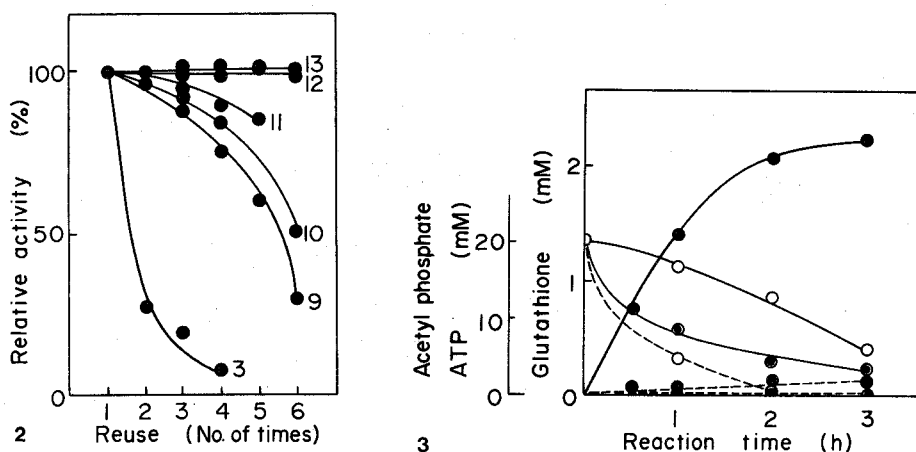 Relative activity (%)
100
50
0
13
12
11
10
9
3
1 2 3 4 5 6
Reuse (No. of times)
2
Acetyl phosphate
ATP (mM)
20
10
0
Glutathione (mM)
2
1
0
1 2 3
Reaction time (h)
3